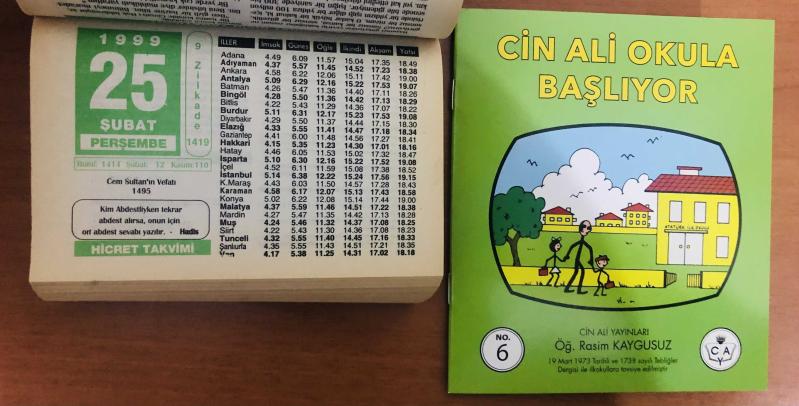 1999
25
ŞUBAT
PERŞEMBE
9 Zilkade 1419
Rumî: 1414 Şubat: 12 Kasım: 110
Cem Sultan'ın Vefatı
1495
Kim Abdestliyken tekrar
abdest alırsa, onun için
on abdest sevabı yazılır. - Hadis
HİCRET TAKVİMİ
İLLER İmsak Güneş Öğle İkindi Akşam Yatsı
Adana 4.49 6.09 11.57 15.04 17.35 18.49
Adıyaman 4.37 5.57 11.45 14.52 17.23 18.38
Ankara 4.58 6.22 12.06 15.11 17.42 19.00
Antalya 5.09 6.29 12.16 15.22 17.53 19.07
Batman 4.26 5.47 11.36 14.40 17.11 18.26
Bingöl 4.28 5.50 11.36 14.42 17.13 18.29
Bitlis 4.22 5.43 11.29 14.36 17.07 18.22
Burdur 5.11 6.31 12.17 15.23 17.53 19.08
Diyarbakır 4.29 5.50 11.37 14.44 17.15 18.30
Elazığ 4.33 5.55 11.41 14.47 17.18 18.34
Gaziantep 4.41 6.00 11.48 14.56 17.27 18.41
Hakkari 4.15 5.35 11.23 14.30 17.01 18.16
Hatay 4.46 6.05 11.53 15.02 17.32 18.47
Isparta 5.10 6.30 12.16 15.22 17.52 19.08
İçel 4.52 6.11 11.59 15.08 17.38 18.52
İstanbul 5.14 6.38 12.22 15.24 17.56 19.15
K.Maraş 4.43 6.03 11.50 14.57 17.28 18.43
Karaman 4.58 6.17 12.07 15.13 17.43 18.58
Konya 5.02 6.22 12.08 15.14 17.44 19.00
Malatya 4.37 5.59 11.46 14.51 17.22 18.38
Mardin 4.27 5.47 11.35 14.42 17.13 18.28
Muş 4.24 5.46 11.32 14.37 17.08 18.25
Siirt 4.22 5.43 11.30 14.36 17.08 18.23
Tunceli 4.32 5.55 11.40 14.45 17.16 18.33
Şanlıurfa 4.35 5.55 11.43 14.51 17.21 18.35
Van 4.17 5.38 11.25 14.31 17.02 18.18
CİN ALİ OKULA
BAŞLIYOR
ATATÜRK İLK OKULU
NO.
6
CİN ALİ YAYINLARI
Öğ. Rasim KAYGUSUZ
19 Mart 1973 Tarihli ve 1738 sayılı Tebliğler
Dergisi ile ilkokullara tavsiye edilmiştir
C A
Y